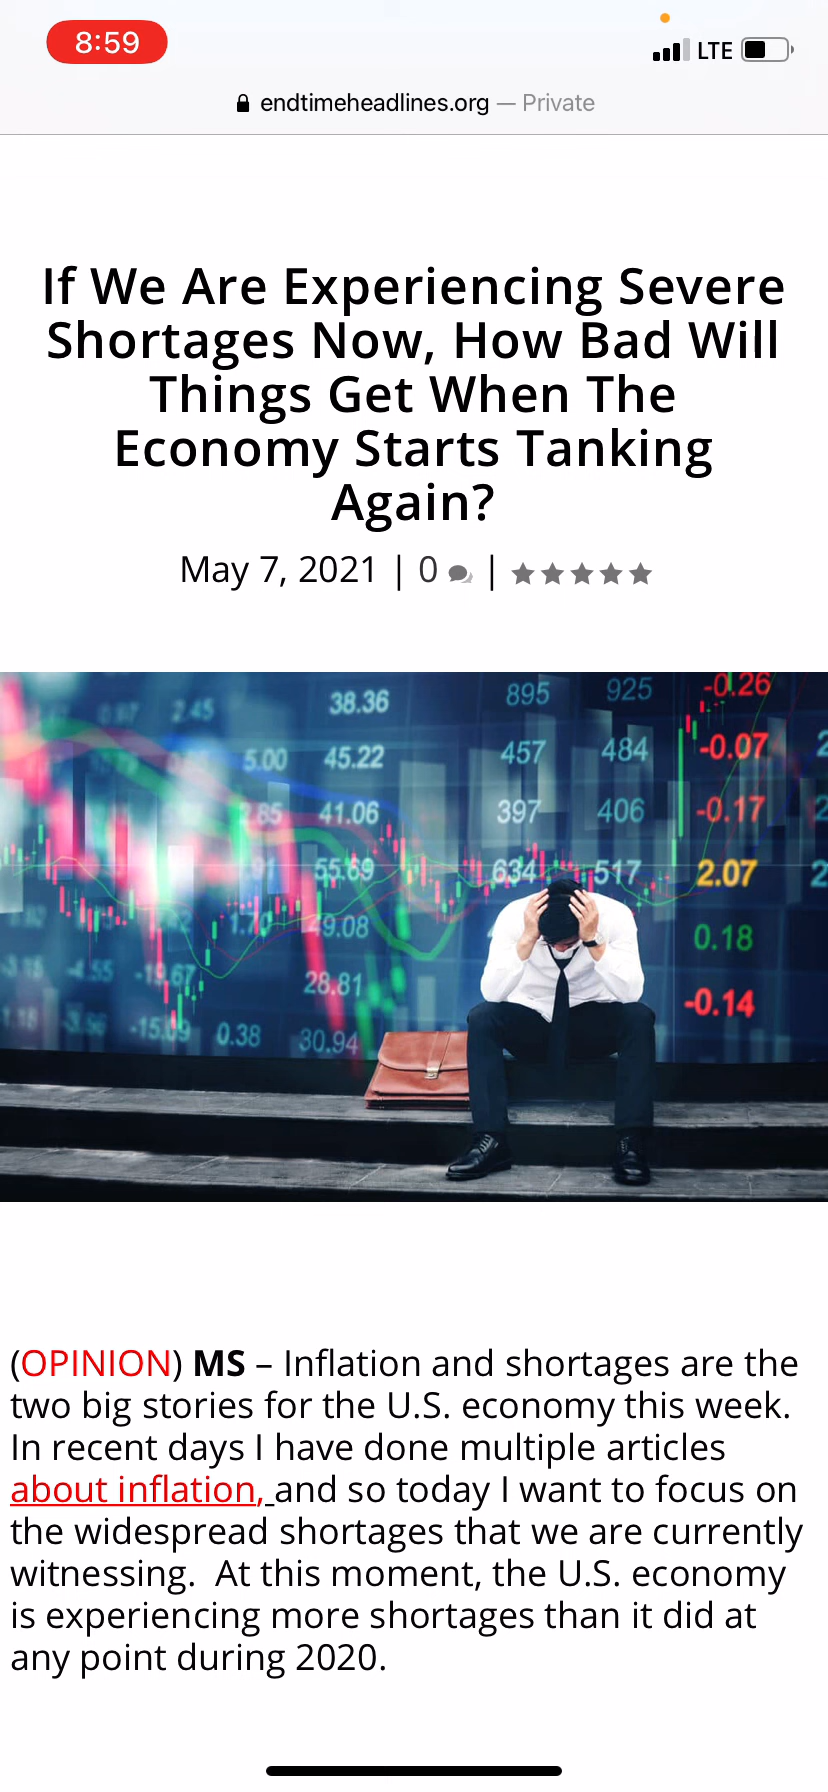 8:59
LTE
endtimeheadlines.org — Private
If We Are Experiencing Severe
Shortages Now, How Bad Will
Things Get When The
Economy Starts Tanking
Again?
May 7, 2021 | 0 |
38.36 895 925 -0.26
2.45
5.00 45.22 457 484 -0.07
41.06 397 406 -0.17
55.69 634 517 2.07
49.08 0.18
28.81 -0.14
0.38 30.94
(OPINION) MS – Inflation and shortages are the
two big stories for the U.S. economy this week.
In recent days I have done multiple articles
about inflation, and so today I want to focus on
the widespread shortages that we are currently
witnessing.  At this moment, the U.S. economy
is experiencing more shortages than it did at
any point during 2020.